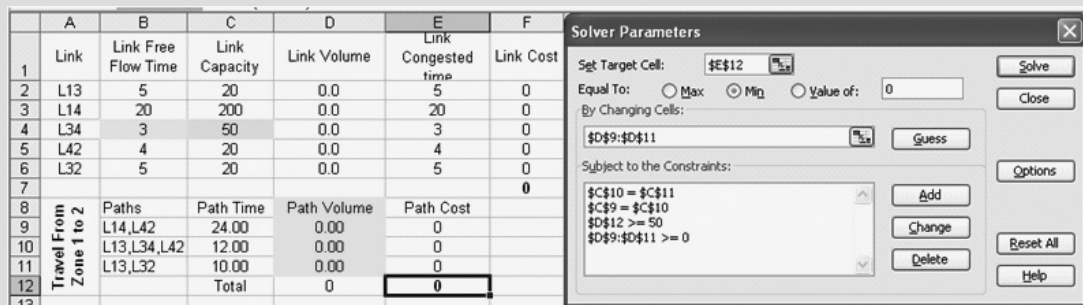 A B C D E F
1 Link Link Free Flow Time Link Capacity Link Volume Link Congested time Link Cost
2 L13 5 20 0.0 5 0
3 L14 20 200 0.0 20 0
4 L34 3 50 0.0 3 0
5 L42 4 20 0.0 4 0
6 L32 5 20 0.0 5 0
7 0
8 Paths Path Time Path Volume Path Cost
Travel From Zone 1 to 2
9 L14,L42 24.00 0.00 0
10 L13,L34,L42 12.00 0.00 0
11 L13,L32 10.00 0.00 0
12 Total 0 0
13
Solver Parameters
Set Target Cell: $E$12 Solve
Equal To: Max Min Value of: 0 Close
By Changing Cells:
$D$9:$D$11 Guess
Subject to the Constraints: Options
$C$10 = $C$11 Add
$C$9 = $C$10
$D$12 >= 50 Change
$D$9:$D$11 >= 0 Reset All
Delete
Help